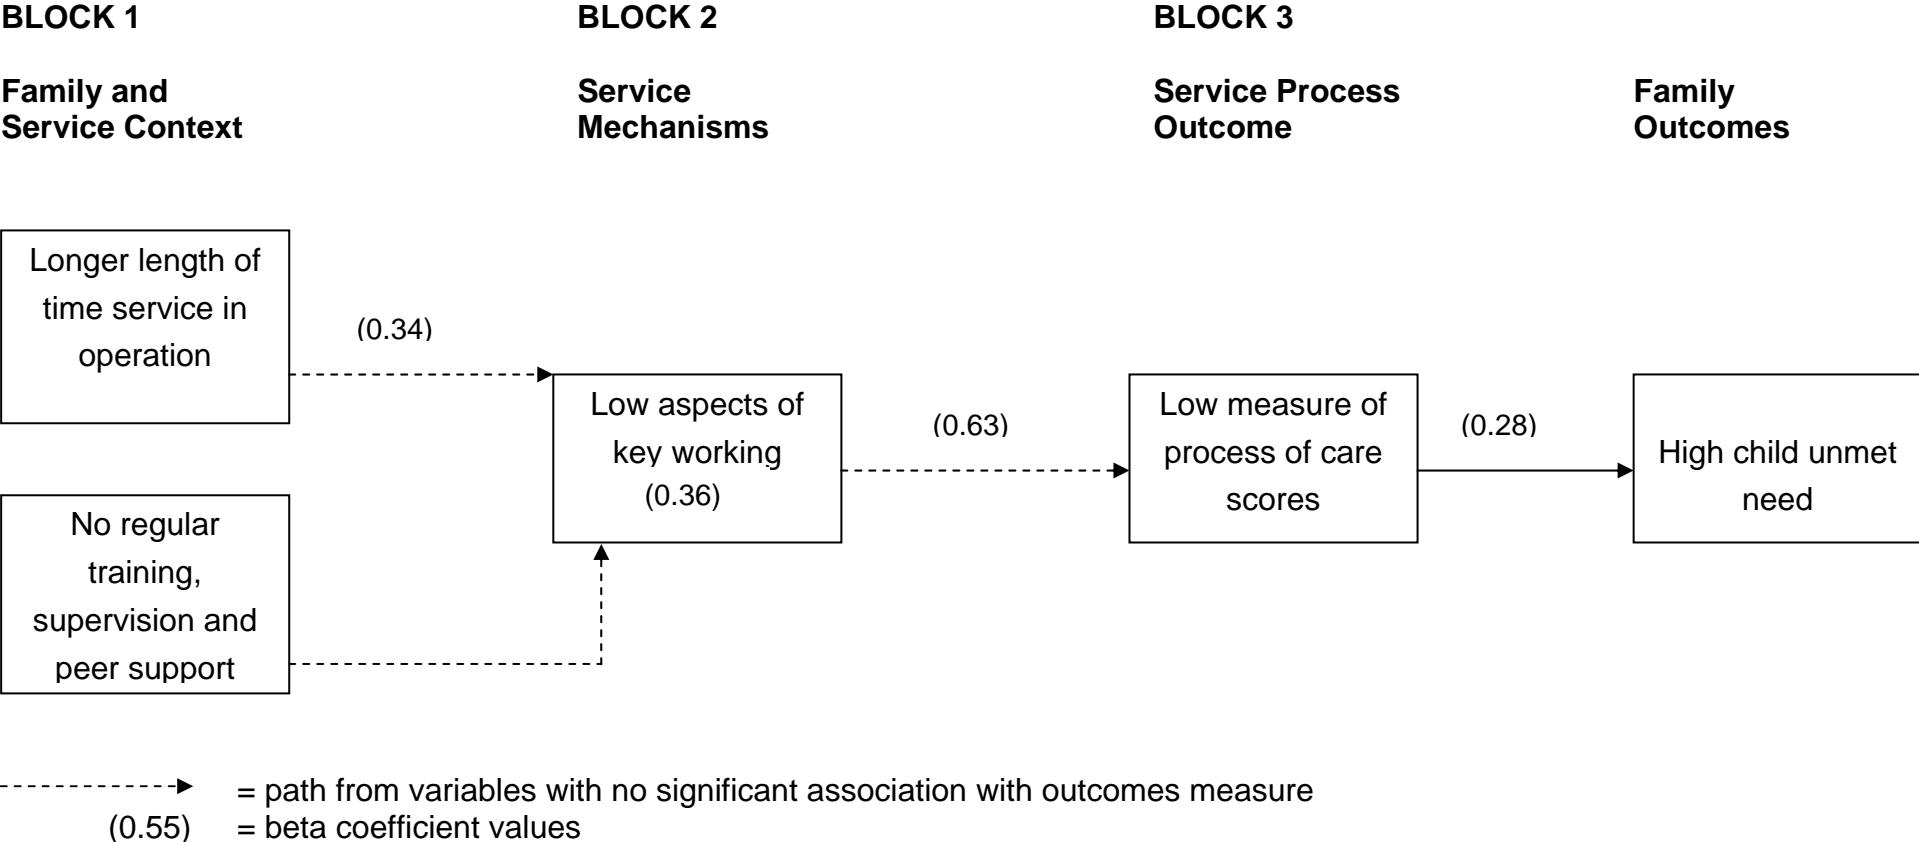 BLOCK 1
BLOCK 2
BLOCK 3
Family and
Service Context
Service
Mechanisms
Service Process
Outcome
Family
Outcomes
Longer length of
time service in
operation
(0.34)
Low aspects of
key working
(0.36)
(0.63)
Low measure of
process of care
scores
(0.28)
High child unmet
need
No regular
training,
supervision and
peer support
= path from variables with no significant association with outcomes measure
(0.55) = beta coefficient values